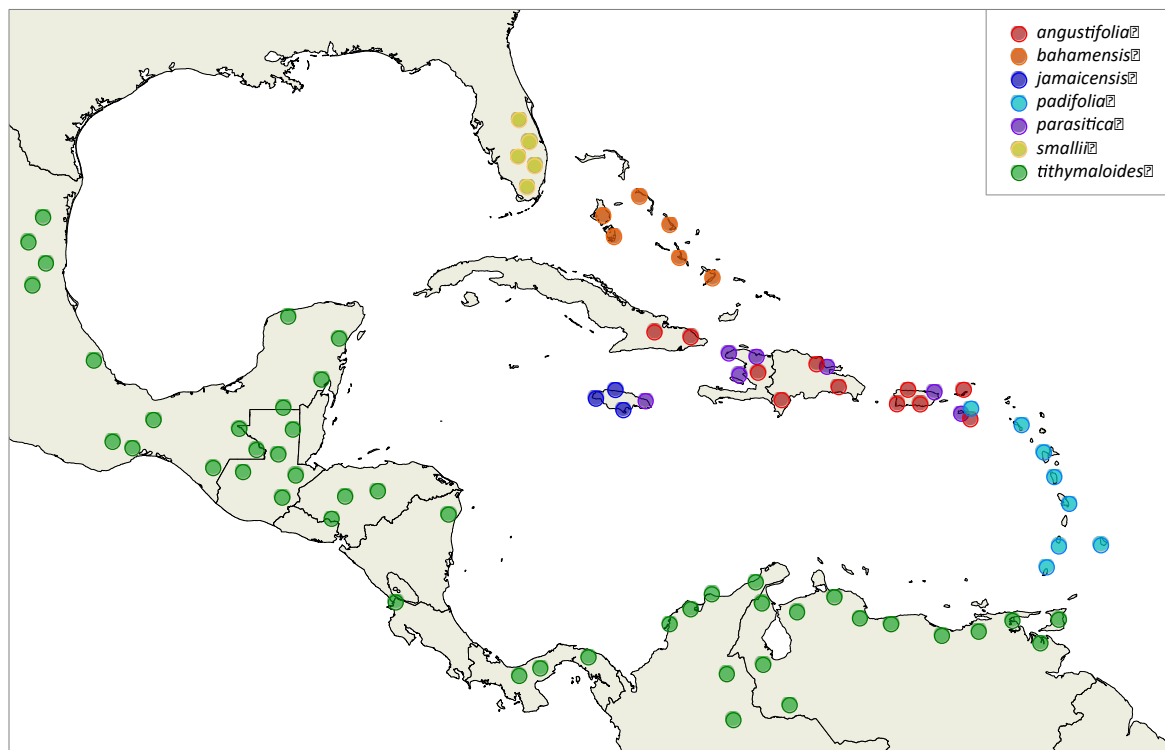 angustifolia
bahamensis
jamaicensis
padifolia
parasitica
smallii
tithymaloides